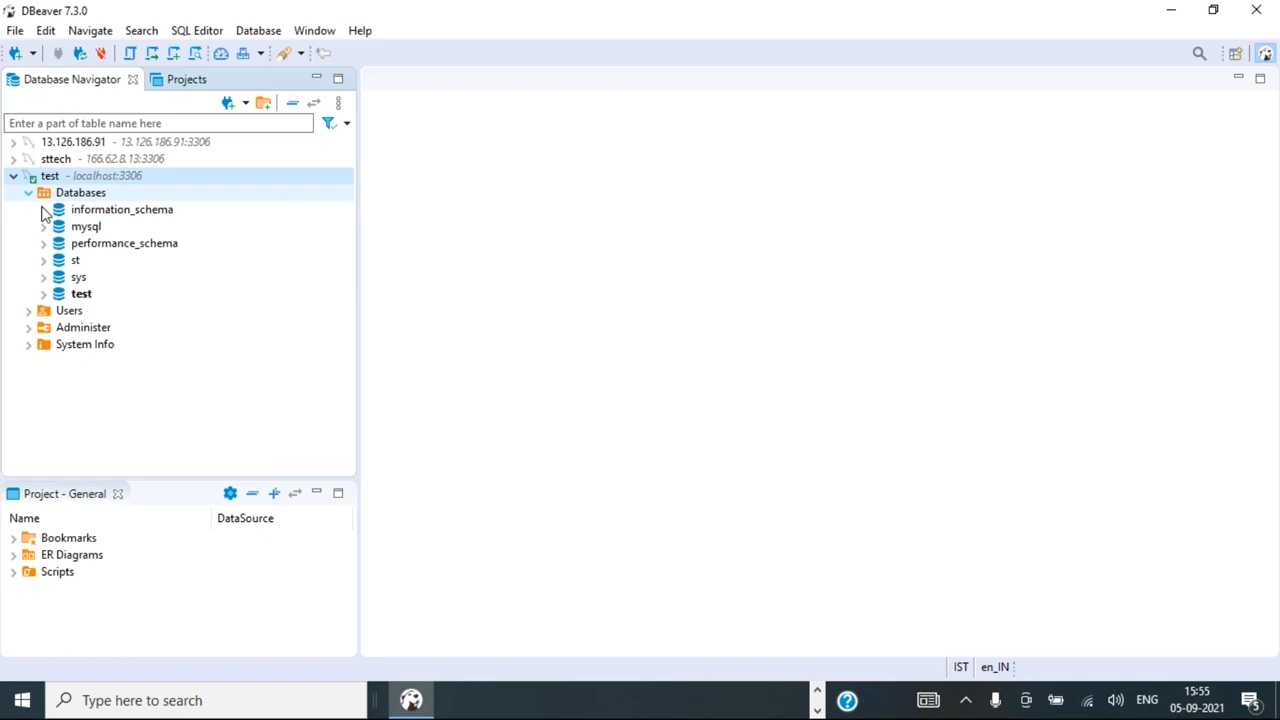 DBeaver 7.3.0
File Edit Navigate Search SQL Editor Database Window Help
Database Navigator Projects
Enter a part of table name here
13.126.186.91 - 13.126.186.91:3306
sttech - 166.62.8.13:3306
test - localhost:3306
Databases
information_schema
mysql
performance_schema
st
sys
test
Users
Administer
System Info
Project - General
Name DataSource
Bookmarks
ER Diagrams
Scripts
IST en_IN
Type here to search
ENG
15:55
05-09-2021
5